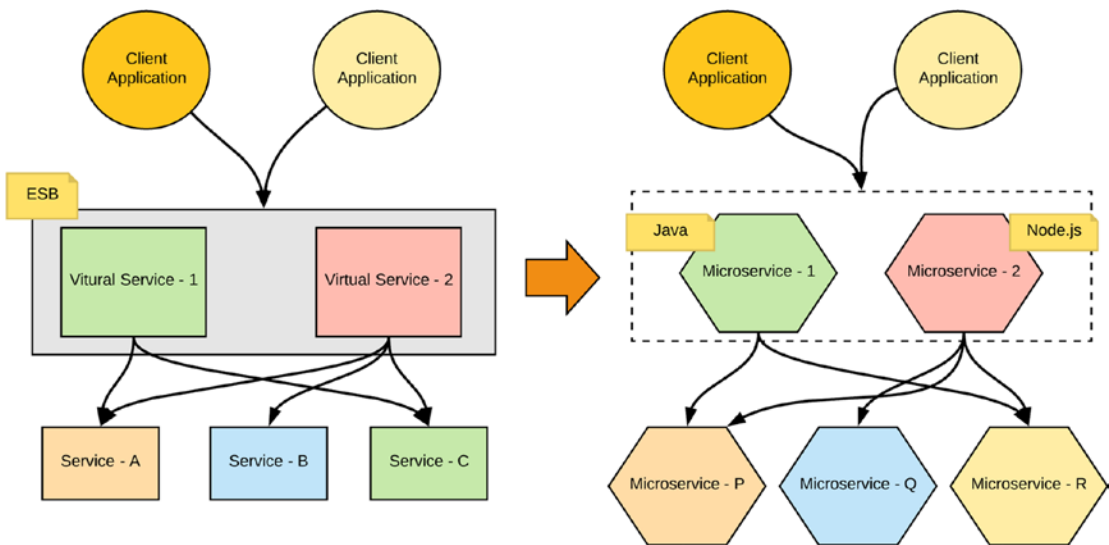 Client
Application
Client
Application
ESB
Vitural Service - 1
Virtual Service - 2
Service - A
Service - B
Service - C
Client
Application
Client
Application
Java
Node.js
Microservice - 1
Microservice - 2
Microservice - P
Microservice - Q
Microservice - R